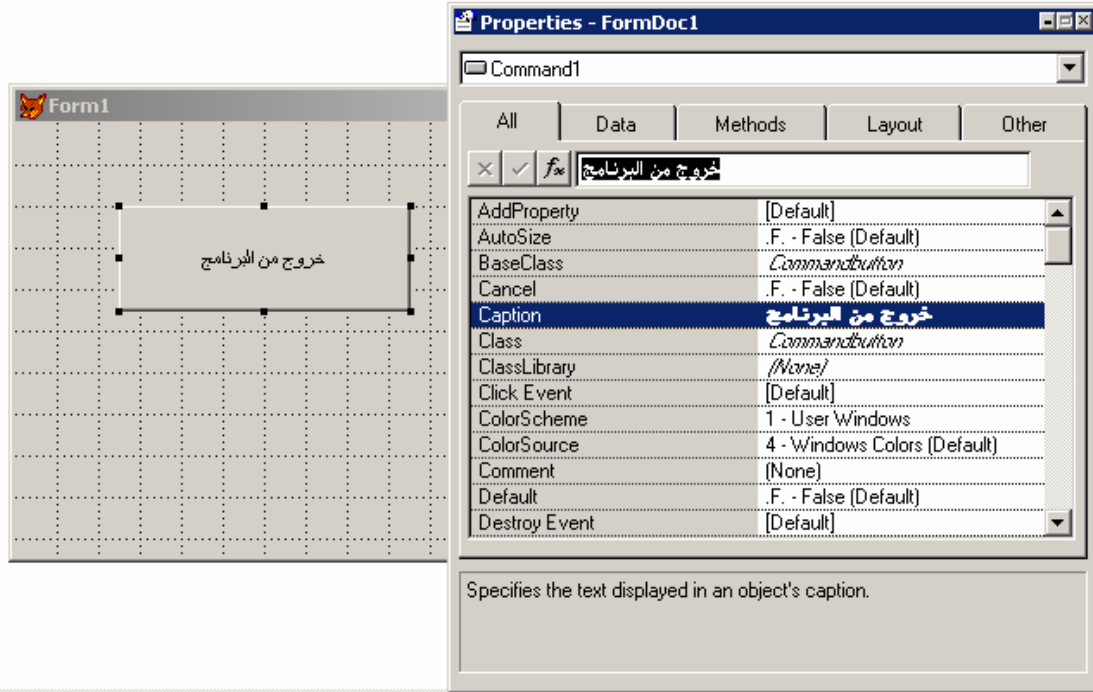 Form1
خروج من البرنامج
Properties - FormDoc1
Command1
All Data Methods Layout Other
fx خروج من البرنامج
AddProperty [Default]
AutoSize .F. - False (Default)
BaseClass Commandbutton
Cancel .F. - False (Default)
Caption خروج من البرنامج
Class Commandbutton
ClassLibrary (None)
Click Event [Default]
ColorScheme 1 - User Windows
ColorSource 4 - Windows Colors (Default)
Comment (None)
Default .F. - False (Default)
Destroy Event [Default]
Specifies the text displayed in an object's caption.